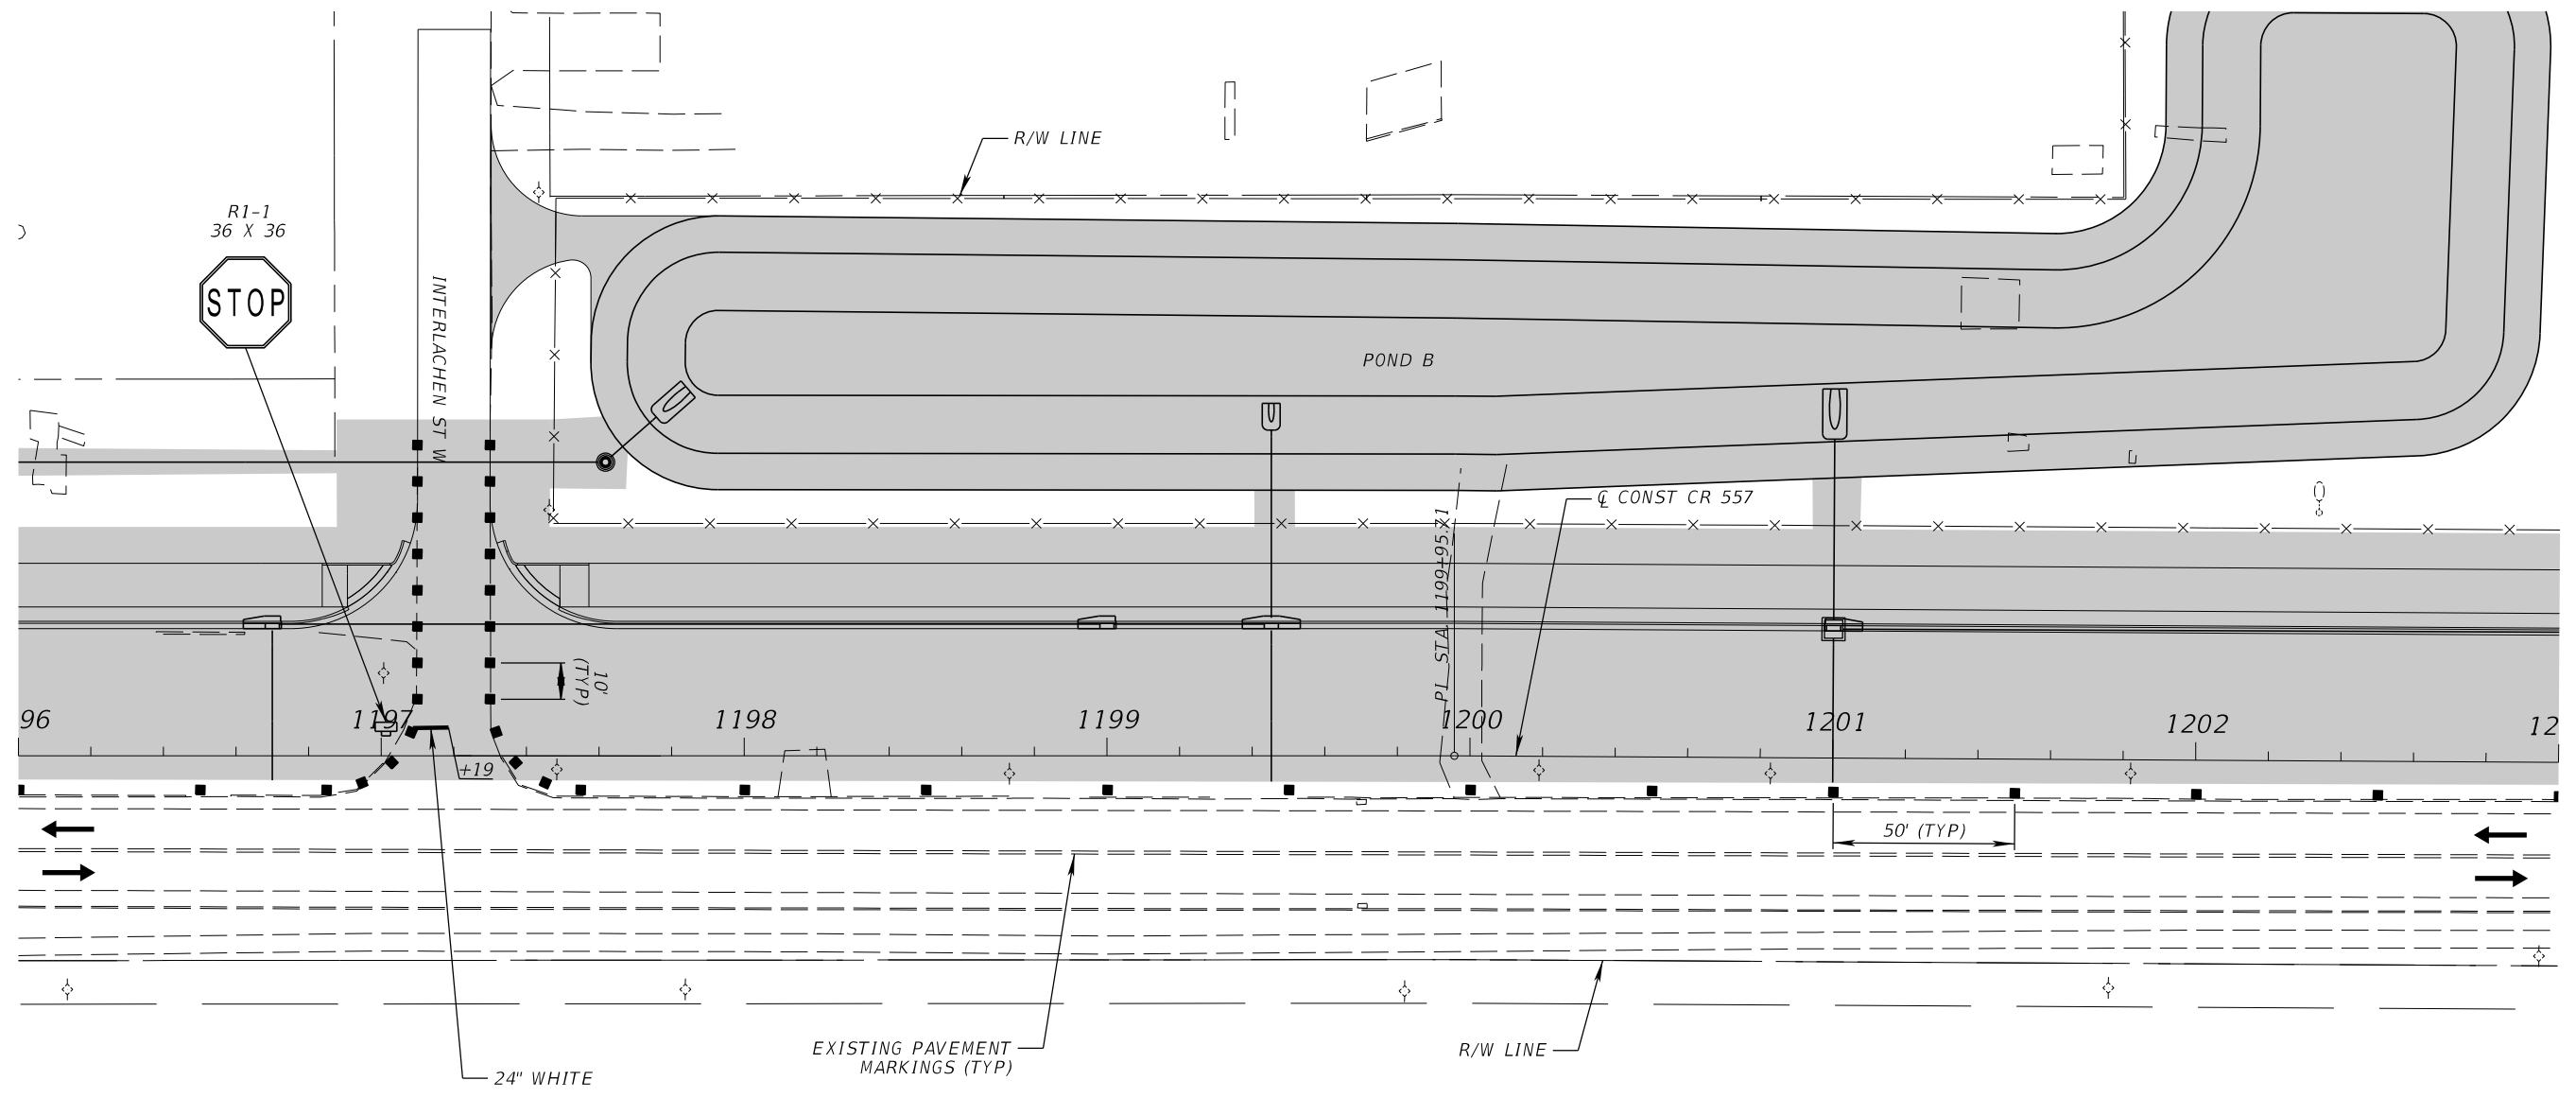 R/W LINE
R1-1
36 X 36
STOP
INTERLACHEN ST W
POND B
℄ CONST CR 557
PI STA. 1199+95.71
10'
(TYP)
96
1197
1198
1199
1200
1201
1202
12
+19
50' (TYP)
EXISTING PAVEMENT
MARKINGS (TYP)
R/W LINE
24" WHITE